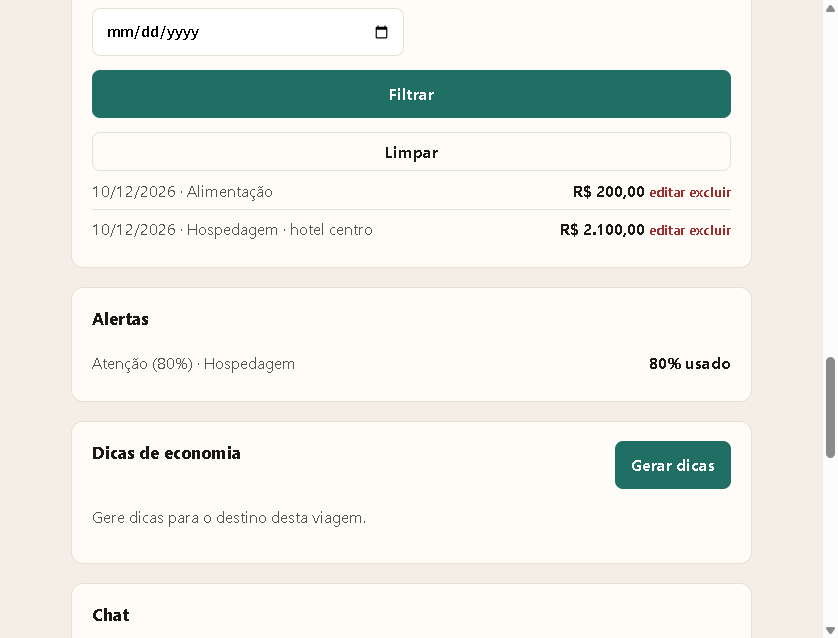 mm/dd/yyyy
Filtrar
Limpar
10/12/2026 · Alimentação R$ 200,00 editar excluir
10/12/2026 · Hospedagem · hotel centro R$ 2.100,00 editar excluir
Alertas
Atenção (80%) · Hospedagem 80% usado
Dicas de economia
Gerar dicas
Gere dicas para o destino desta viagem.
Chat